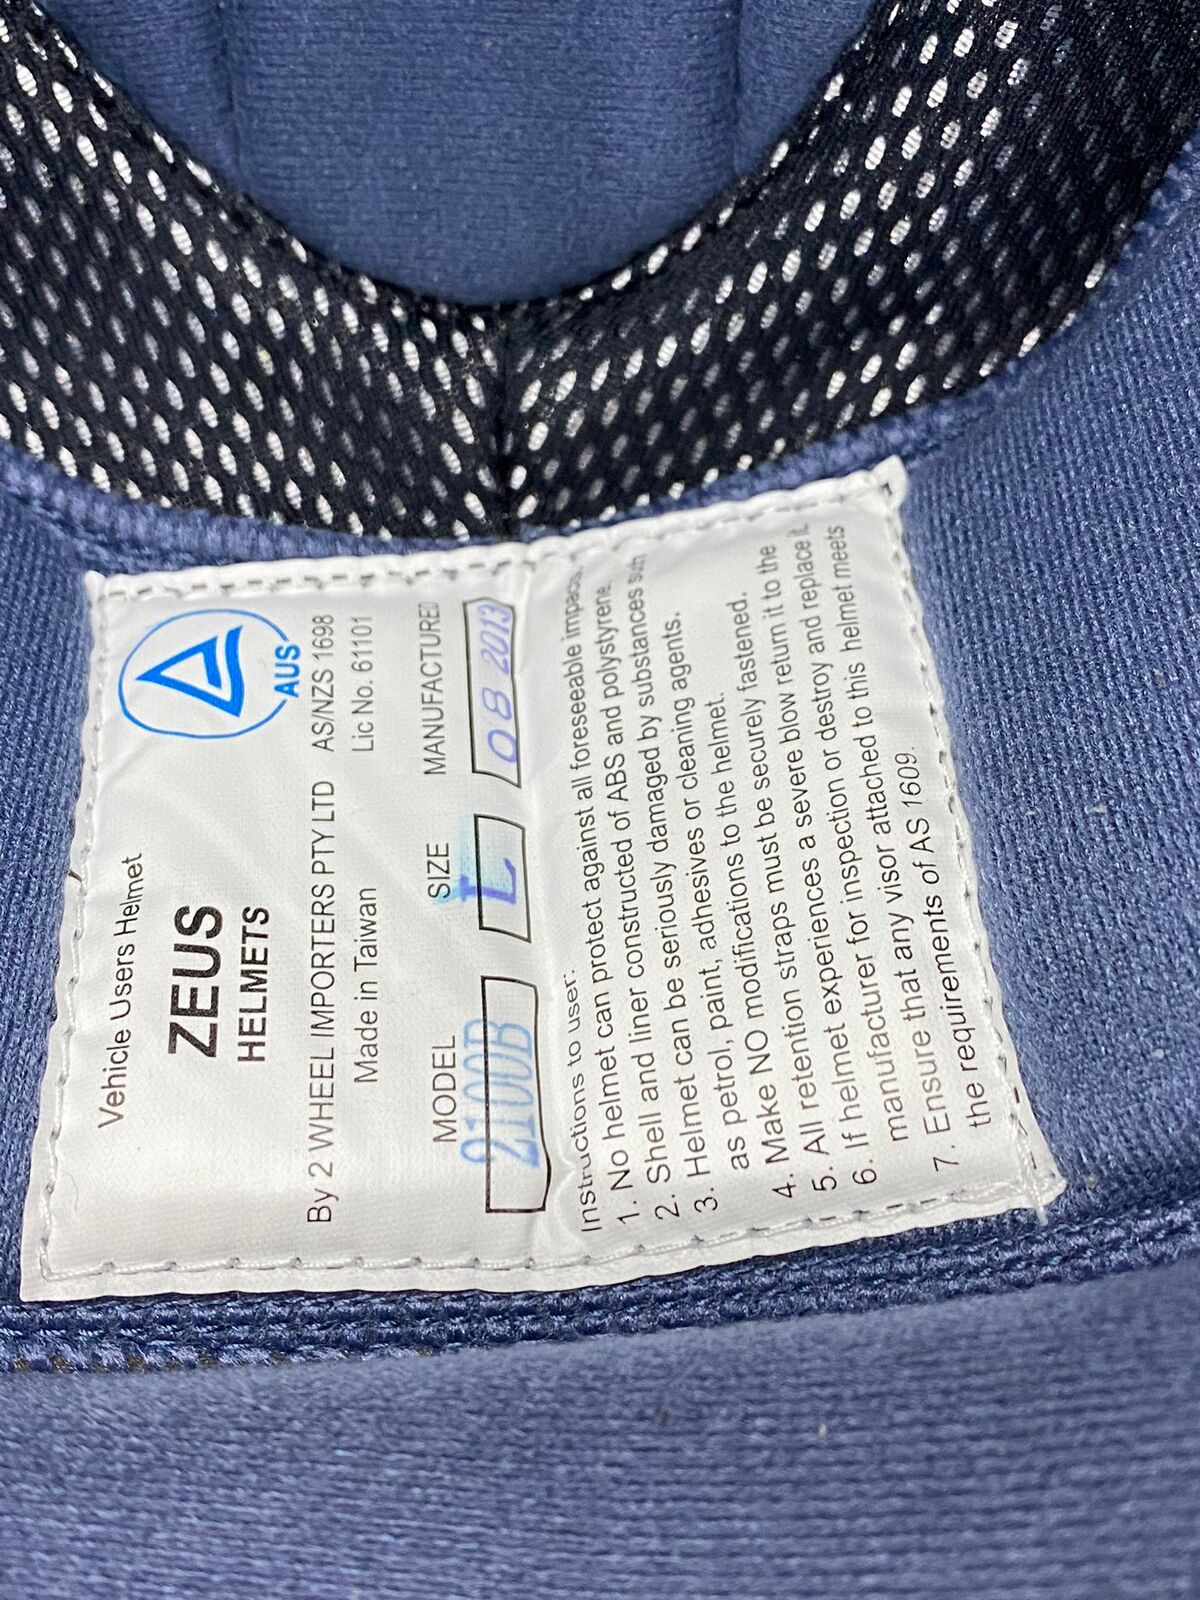 Vehicle Users Helmet
ZEUS
HELMETS
AUS
By 2 WHEEL IMPORTERS PTY LTD AS/NZS 1698
Made in Taiwan Lic No. 61101
MODEL SIZE MANUFACTURED
2100B L 08 2013
Instructions to user:
1. No helmet can protect against all foreseeable impacts.
2. Shell and liner constructed of ABS and polystyrene.
3. Helmet can be seriously damaged by substances such
as petrol, paint, adhesives or cleaning agents.
4. Make NO modifications to the helmet.
5. All retention straps must be securely fastened.
6. If helmet experiences a severe blow return it to the
manufacturer for inspection or destroy and replace it.
7. Ensure that any visor attached to this helmet meets
the requirements of AS 1609.